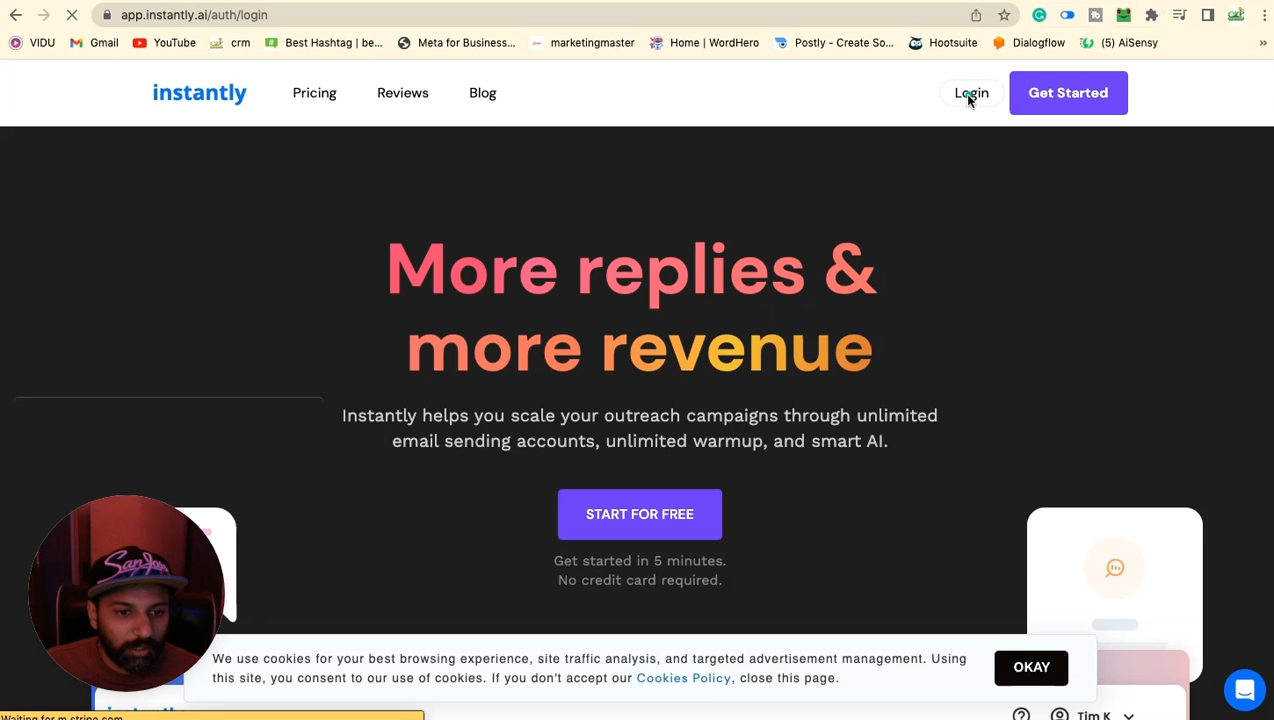 app.instantly.ai/auth/login
VIDU Gmail YouTube crm Best Hashtag | be... Meta for Business... marketingmaster Home | WordHero Postly - Create So... Hootsuite Dialogflow (5) AiSensy »
instantly Pricing Reviews Blog Login Get Started
More replies &
more revenue
Instantly helps you scale your outreach campaigns through unlimited
email sending accounts, unlimited warmup, and smart AI.
START FOR FREE
Get started in 5 minutes.
No credit card required.
We use cookies for your best browsing experience, site traffic analysis, and targeted advertisement management. Using
this site, you consent to our use of cookies. If you don't accept our Cookies Policy, close this page.
OKAY
Tim K